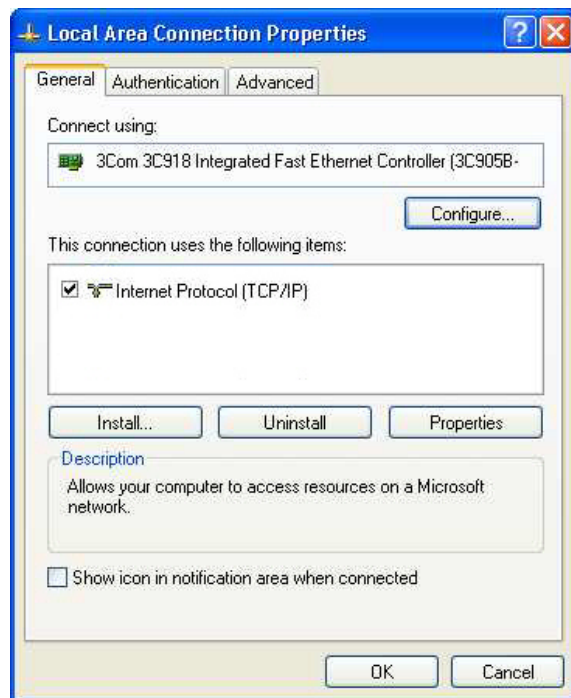 Local Area Connection Properties
General Authentication Advanced
Connect using:
3Com 3C918 Integrated Fast Ethernet Controller (3C905B-
Configure...
This connection uses the following items:
Internet Protocol (TCP/IP)
Install... Uninstall Properties
Description
Allows your computer to access resources on a Microsoft
network.
Show icon in notification area when connected
OK Cancel